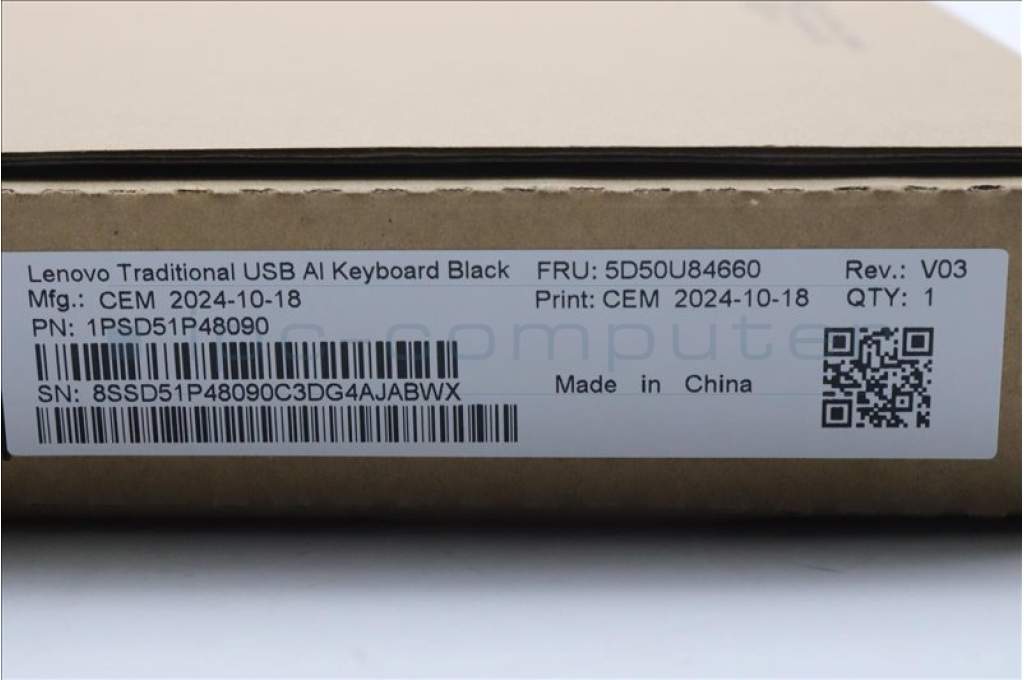 Lenovo Traditional USB AI Keyboard Black FRU: 5D50U84660 Rev.: V03
Mfg.: CEM 2024-10-18 Print: CEM 2024-10-18 QTY: 1
PN: 1PSD51P48090
SN: 8SSD51P48090C3DG4AJABWX
Made in China